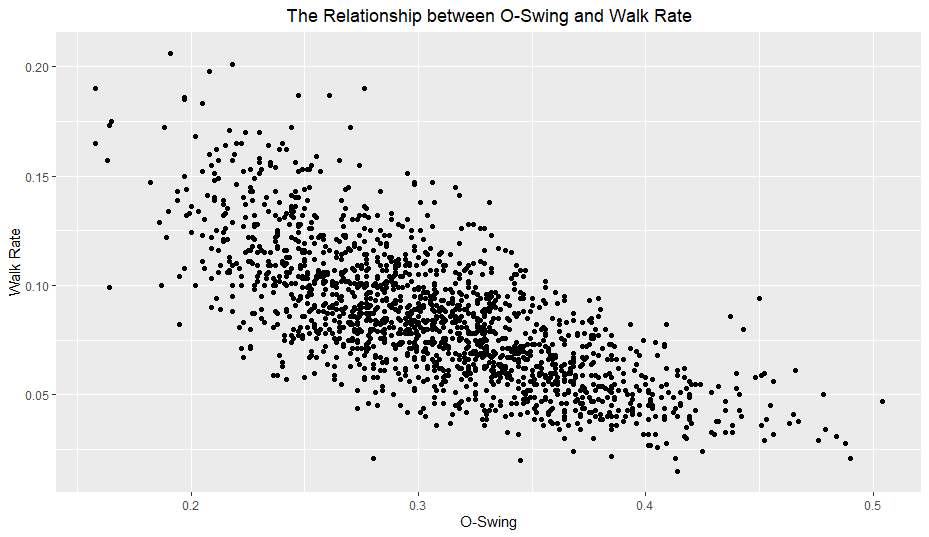 The Relationship between O-Swing and Walk Rate
Walk Rate
0.20
0.15
0.10
0.05
0.2
0.3
0.4
0.5
O-Swing